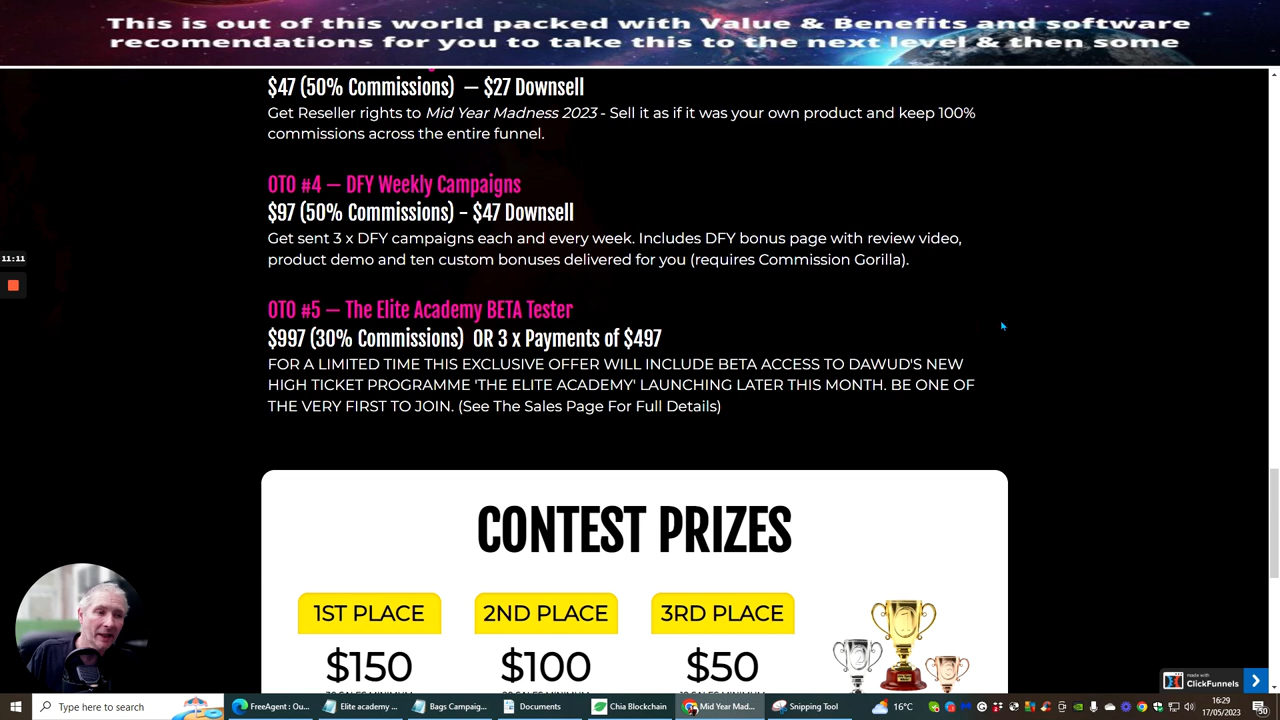 This is out of this world packed with Value & Benefits and software
recomendations for you to take this to the next level & then some
$47 (50% Commissions) — $27 Downsell
Get Reseller rights to Mid Year Madness 2023 - Sell it as if it was your own product and keep 100%
commissions across the entire funnel.
OTO #4 — DFY Weekly Campaigns
$97 (50% Commissions) - $47 Downsell
Get sent 3 x DFY campaigns each and every week. Includes DFY bonus page with review video,
product demo and ten custom bonuses delivered for you (requires Commission Gorilla).
11:11
OTO #5 — The Elite Academy BETA Tester
$997 (30% Commissions) OR 3 x Payments of $497
FOR A LIMITED TIME THIS EXCLUSIVE OFFER WILL INCLUDE BETA ACCESS TO DAWUD'S NEW
HIGH TICKET PROGRAMME 'THE ELITE ACADEMY' LAUNCHING LATER THIS MONTH. BE ONE OF
THE VERY FIRST TO JOIN. (See The Sales Page For Full Details)
CONTEST PRIZES
1ST PLACE 2ND PLACE 3RD PLACE
$150 $100 $50
made with
ClickFunnels
Type here to search
FreeAgent : Ou...
Elite academy ...
Bags Campaig...
Documents
Chia Blockchain
Mid Year Mad...
Snipping Tool
16°C
16:29
17/05/2023